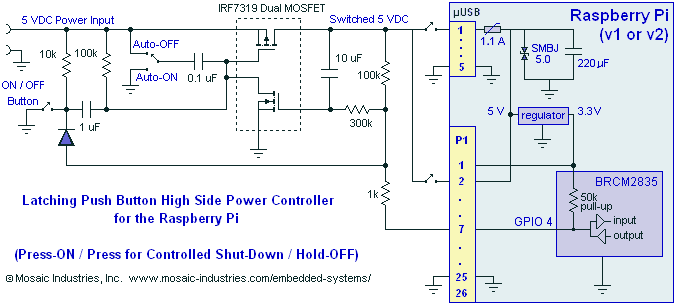 IRF7319 Dual MOSFET
5 VDC Power Input
Switched 5 VDC
µUSB
Raspberry Pi
(v1 or v2)
10k
100k
Auto-OFF
Auto-ON
0.1 uF
10 uF
100k
1
5
1.1 A
SMBJ
5.0
220 µF
ON / OFF
Button
1 uF
300k
5 V
regulator
3.3V
P1
1
2
7
25
26
1k
BRCM2835
50k
pull-up
GPIO 4
input
output
Latching Push Button High Side Power Controller
for the Raspberry Pi
(Press-ON / Press for Controlled Shut-Down / Hold-OFF)
© Mosaic Industries, Inc. www.mosaic-industries.com/embedded-systems/